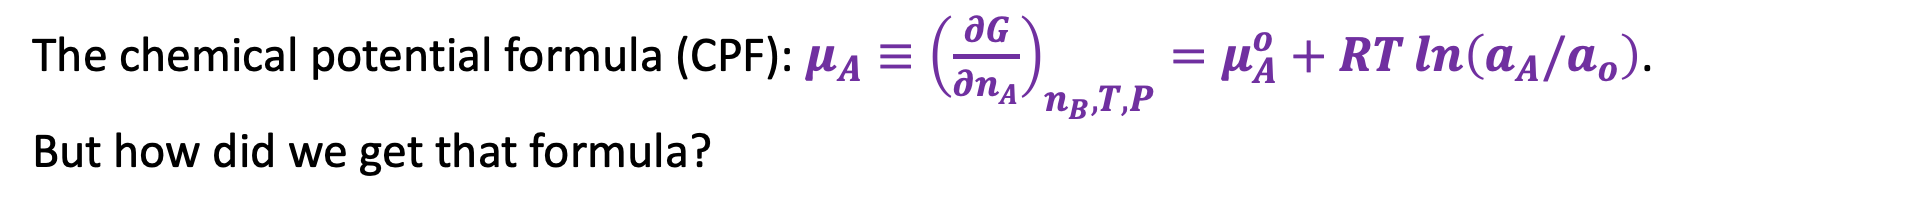 The chemical potential formula (CPF): μ_A ≡ (∂G/∂n_A)_{n_B,T,P} = μ_A^o + RT ln(a_A/a_o).
But how did we get that formula?